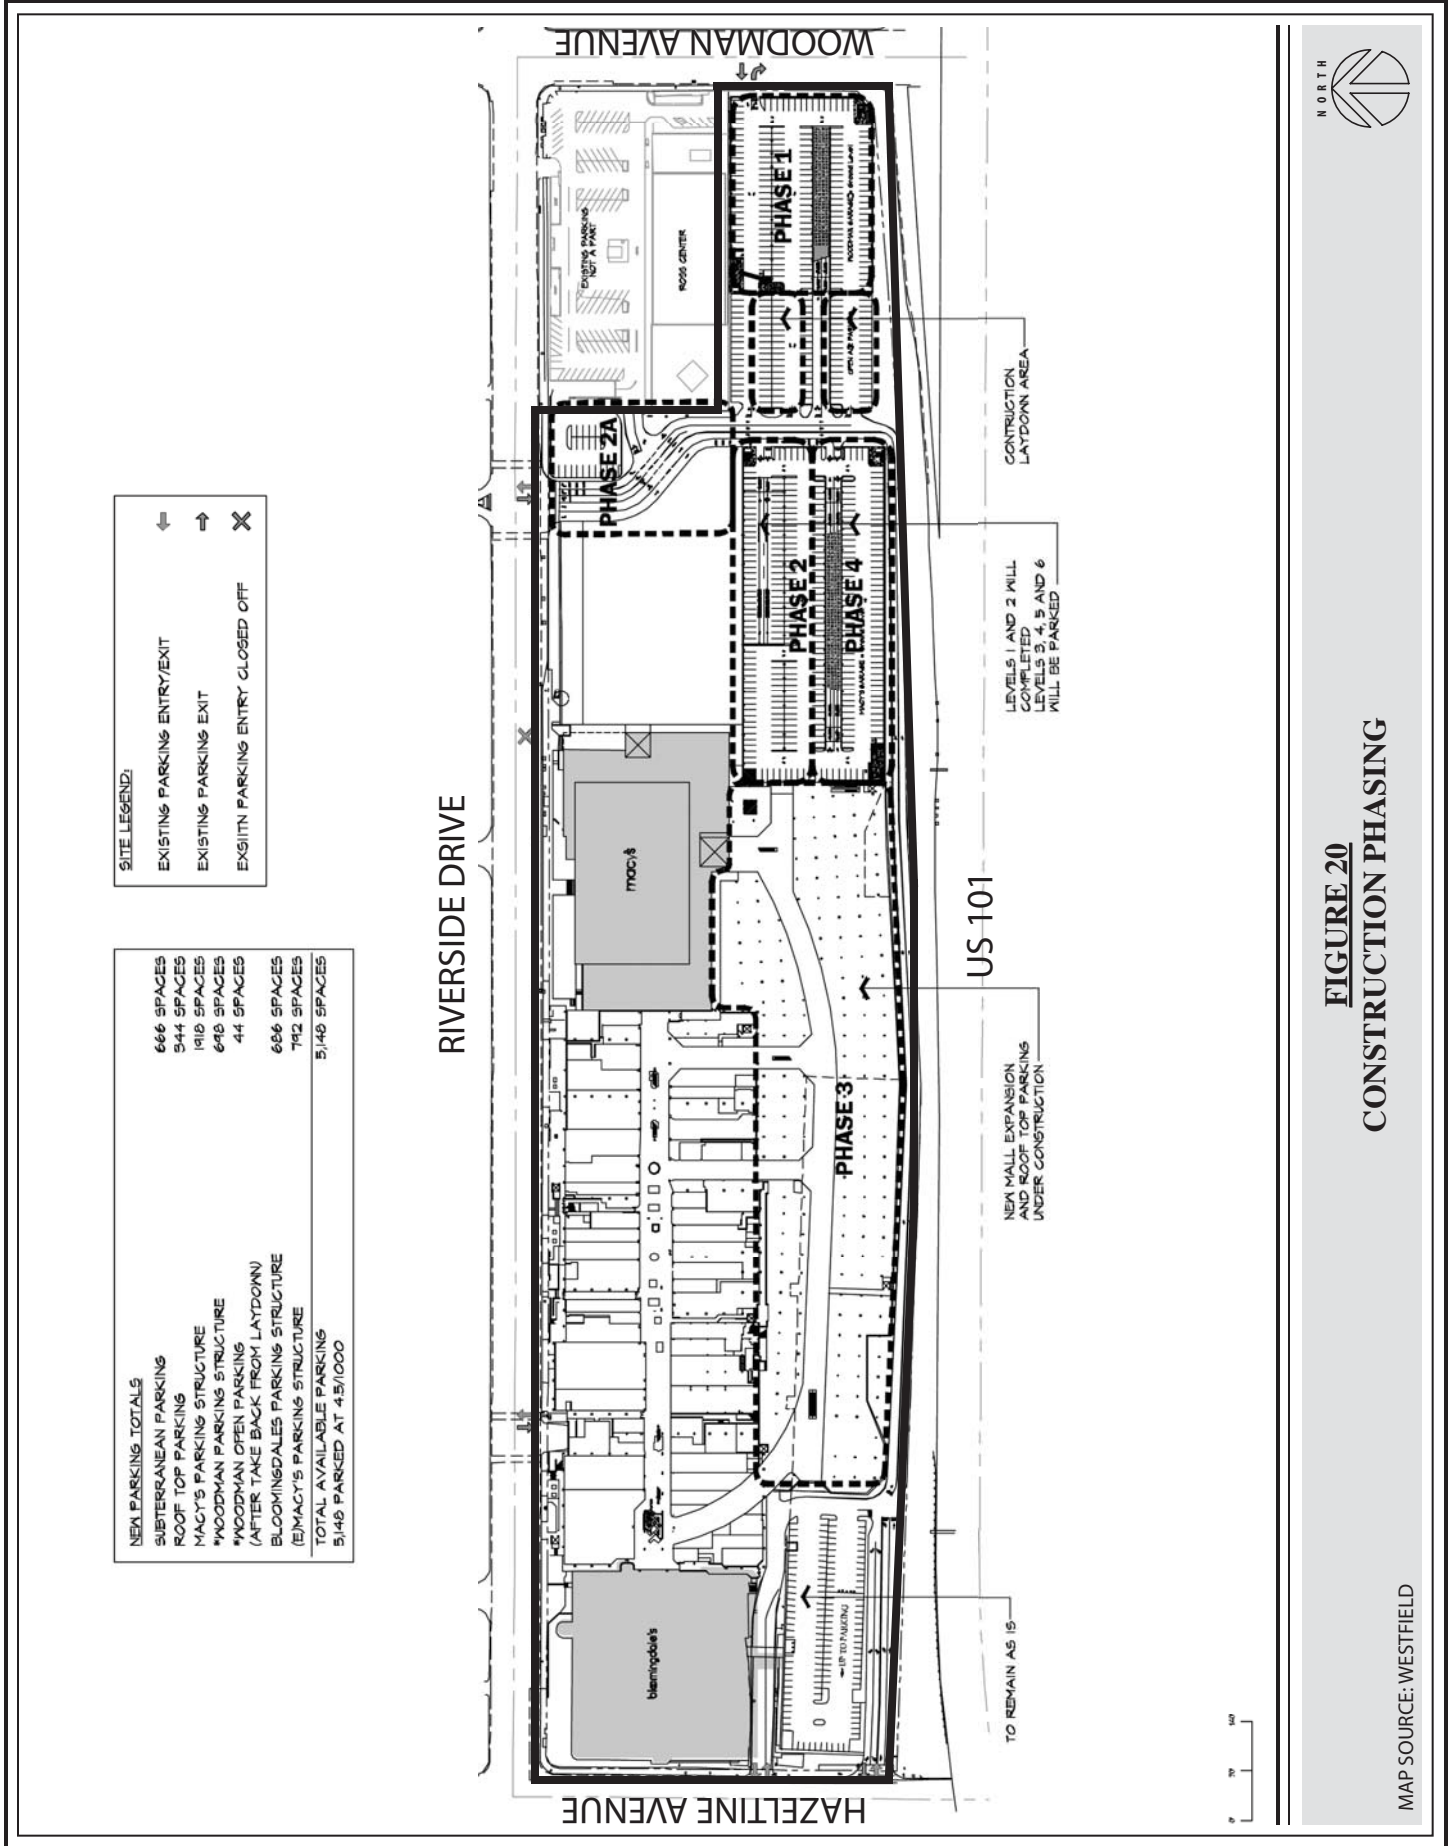 NEW PARKING TOTALS
SUBTERRANEAN PARKING 666 SPACES
ROOF TOP PARKING 344 SPACES
MACY'S PARKING STRUCTURE 1918 SPACES
*WOODMAN PARKING STRUCTURE 698 SPACES
*WOODMAN OPEN PARKING 44 SPACES
(AFTER TAKE BACK FROM LAYDOWN)
BLOOMINGDALES PARKING STRUCTURE 686 SPACES
(E)MACY'S PARKING STRUCTURE 792 SPACES
TOTAL AVAILABLE PARKING 5,148 SPACES
5,148 PARKED AT 4.5/1000
SITE LEGEND:
EXISTING PARKING ENTRY/EXIT
EXISTING PARKING EXIT
EXSIITN PARKING ENTRY CLOSED OFF
RIVERSIDE DRIVE
HAZELTINE AVENUE
WOODMAN AVENUE
bloomingdale's
macy's
PHASE 2A
EXISTING PARKING
NOT A PART
ROSS CENTER
PHASE 1
PHASE 2
PHASE 4
PHASE 3
UP TO PARKING
US 101
TO REMAIN AS IS
NEW MALL EXPANSION
AND ROOF TOP PARKING
UNDER CONSTRUCTION
LEVELS 1 AND 2 WILL
COMPLETED
LEVELS 3, 4, 5 AND 6
WILL BE PARKED
CONTRUCTION
LAYDOWN AREA
0 70 140
FIGURE 20
CONSTRUCTION PHASING
MAP SOURCE: WESTFIELD
NORTH